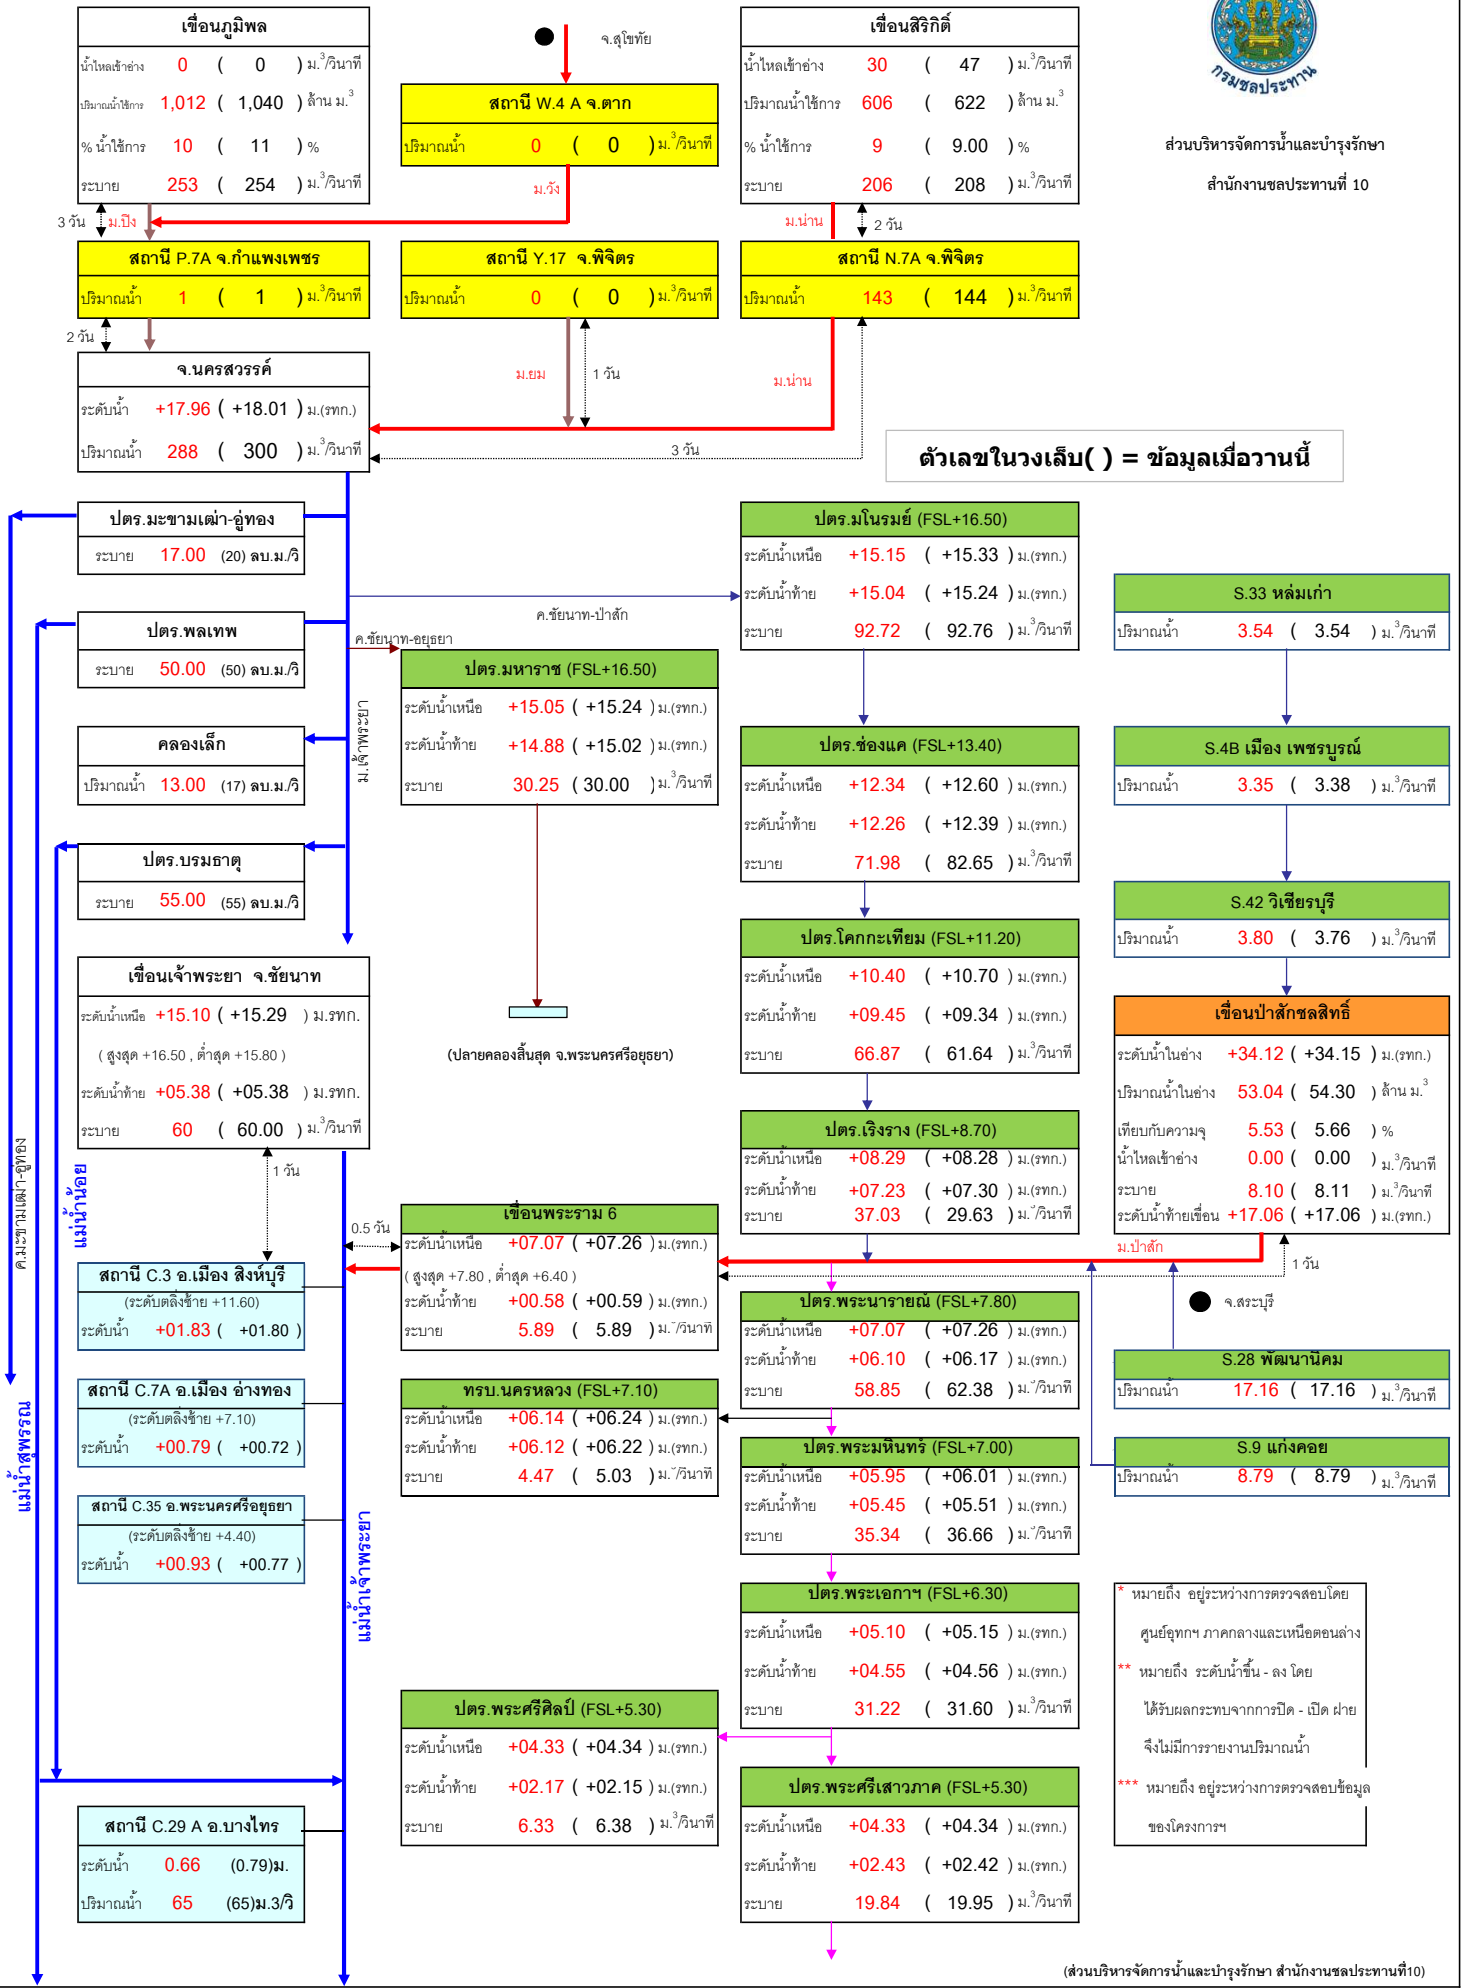 กรมชลประทาน
ส่วนบริหารจัดการน้ำและบำรุงรักษา
สำนักงานชลประทานที่ 10
เขื่อนภูมิพล
น้ำไหลเข้าอ่าง 0 ( 0 ) ม.³/วินาที
ปริมาณน้ำใช้การ 1,012 ( 1,040 ) ล้าน ม.³
% น้ำใช้การ 10 ( 11 ) %
ระบาย 253 ( 254 ) ม.³/วินาที
จ.สุโขทัย
สถานี W.4 A จ.ตาก
ปริมาณน้ำ 0 ( 0 ) ม.³/วินาที
ม.วัง
เขื่อนสิริกิติ์
น้ำไหลเข้าอ่าง 30 ( 47 ) ม.³/วินาที
ปริมาณน้ำใช้การ 606 ( 622 ) ล้าน ม.³
% น้ำใช้การ 9 ( 9.00 ) %
ระบาย 206 ( 208 ) ม.³/วินาที
3 วัน ม.ปิง
ม.น่าน 2 วัน
สถานี P.7A จ.กำแพงเพชร
ปริมาณน้ำ 1 ( 1 ) ม.³/วินาที
สถานี Y.17 จ.พิจิตร
ปริมาณน้ำ 0 ( 0 ) ม.³/วินาที
สถานี N.7A จ.พิจิตร
ปริมาณน้ำ 143 ( 144 ) ม.³/วินาที
2 วัน
ม.ยม 1 วัน
ม.น่าน
3 วัน
จ.นครสวรรค์
ระดับน้ำ +17.96 ( +18.01 ) ม.(รทก.)
ปริมาณน้ำ 288 ( 300 ) ม.³/วินาที
ตัวเลขในวงเล็บ( ) = ข้อมูลเมื่อวานนี้
ปตร.มะขามเฒ่า-อู่ทอง
ระบาย 17.00 (20) ลบ.ม./วิ
ปตร.พลเทพ
ระบาย 50.00 (50) ลบ.ม./วิ
คลองเล็ก
ปริมาณน้ำ 13.00 (17) ลบ.ม./วิ
ปตร.บรมธาตุ
ระบาย 55.00 (55) ลบ.ม./วิ
ค.ชัยนาท-ป่าสัก
ค.ชัยนาท-อยุธยา
ม.เจ้าพระยา
ปตร.มหาราช (FSL+16.50)
ระดับน้ำเหนือ +15.05 ( +15.24 ) ม.(รทก.)
ระดับน้ำท้าย +14.88 ( +15.02 ) ม.(รทก.)
ระบาย 30.25 ( 30.00 ) ม.³/วินาที
(ปลายคลองสิ้นสุด จ.พระนครศรีอยุธยา)
ปตร.มโนรมย์ (FSL+16.50)
ระดับน้ำเหนือ +15.15 ( +15.33 ) ม.(รทก.)
ระดับน้ำท้าย +15.04 ( +15.24 ) ม.(รทก.)
ระบาย 92.72 ( 92.76 ) ม.³/วินาที
ปตร.ช่องแค (FSL+13.40)
ระดับน้ำเหนือ +12.34 ( +12.60 ) ม.(รทก.)
ระดับน้ำท้าย +12.26 ( +12.39 ) ม.(รทก.)
ระบาย 71.98 ( 82.65 ) ม.³/วินาที
ปตร.โคกกะเทียม (FSL+11.20)
ระดับน้ำเหนือ +10.40 ( +10.70 ) ม.(รทก.)
ระดับน้ำท้าย +09.45 ( +09.34 ) ม.(รทก.)
ระบาย 66.87 ( 61.64 ) ม.³/วินาที
ปตร.เริงราง (FSL+8.70)
ระดับน้ำเหนือ +08.29 ( +08.28 ) ม.(รทก.)
ระดับน้ำท้าย +07.23 ( +07.30 ) ม.(รทก.)
ระบาย 37.03 ( 29.63 ) ม.³/วินาที
S.33 หล่มเก่า
ปริมาณน้ำ 3.54 ( 3.54 ) ม.³/วินาที
S.4B เมือง เพชรบูรณ์
ปริมาณน้ำ 3.35 ( 3.38 ) ม.³/วินาที
S.42 วิเชียรบุรี
ปริมาณน้ำ 3.80 ( 3.76 ) ม.³/วินาที
เขื่อนป่าสักชลสิทธิ์
ระดับน้ำในอ่าง +34.12 ( +34.15 ) ม.(รทก.)
ปริมาณน้ำในอ่าง 53.04 ( 54.30 ) ล้าน ม.³
เทียบกับความจุ 5.53 ( 5.66 ) %
น้ำไหลเข้าอ่าง 0.00 ( 0.00 ) ม.³/วินาที
ระบาย 8.10 ( 8.11 ) ม.³/วินาที
ระดับน้ำท้ายเขื่อน +17.06 ( +17.06 ) ม.(รทก.)
ม.ป่าสัก
1 วัน
จ.สระบุรี
เขื่อนเจ้าพระยา จ.ชัยนาท
ระดับน้ำเหนือ +15.10 ( +15.29 ) ม.รทก.
( สูงสุด +16.50 , ต่ำสุด +15.80 )
ระดับน้ำท้าย +05.38 ( +05.38 ) ม.รทก.
ระบาย 60 ( 60.00 ) ม.³/วินาที
1 วัน
0.5 วัน
ค.มะขามเฒ่า-อู่ทอง
แม่น้ำน้อย
แม่น้ำสุพรรณ
แม่น้ำเจ้าพระยา
เขื่อนพระราม 6
ระดับน้ำเหนือ +07.07 ( +07.26 ) ม.(รทก.)
( สูงสุด +7.80 , ต่ำสุด +6.40 )
ระดับน้ำท้าย +00.58 ( +00.59 ) ม.(รทก.)
ระบาย 5.89 ( 5.89 ) ม.³/วินาที
สถานี C.3 อ.เมือง สิงห์บุรี
(ระดับตลิ่งซ้าย +11.60)
ระดับน้ำ +01.83 ( +01.80 )
สถานี C.7A อ.เมือง อ่างทอง
(ระดับตลิ่งซ้าย +7.10)
ระดับน้ำ +00.79 ( +00.72 )
สถานี C.35 อ.พระนครศรีอยุธยา
(ระดับตลิ่งซ้าย +4.40)
ระดับน้ำ +00.93 ( +00.77 )
ทรบ.นครหลวง (FSL+7.10)
ระดับน้ำเหนือ +06.14 ( +06.24 ) ม.(รทก.)
ระดับน้ำท้าย +06.12 ( +06.22 ) ม.(รทก.)
ระบาย 4.47 ( 5.03 ) ม.³/วินาที
ปตร.พระนารายณ์ (FSL+7.80)
ระดับน้ำเหนือ +07.07 ( +07.26 ) ม.(รทก.)
ระดับน้ำท้าย +06.10 ( +06.17 ) ม.(รทก.)
ระบาย 58.85 ( 62.38 ) ม.³/วินาที
ปตร.พระมหินทร์ (FSL+7.00)
ระดับน้ำเหนือ +05.95 ( +06.01 ) ม.(รทก.)
ระดับน้ำท้าย +05.45 ( +05.51 ) ม.(รทก.)
ระบาย 35.34 ( 36.66 ) ม.³/วินาที
S.28 พัฒนานิคม
ปริมาณน้ำ 17.16 ( 17.16 ) ม.³/วินาที
S.9 แก่งคอย
ปริมาณน้ำ 8.79 ( 8.79 ) ม.³/วินาที
ปตร.พระเอกาฯ (FSL+6.30)
ระดับน้ำเหนือ +05.10 ( +05.15 ) ม.(รทก.)
ระดับน้ำท้าย +04.55 ( +04.56 ) ม.(รทก.)
ระบาย 31.22 ( 31.60 ) ม.³/วินาที
ปตร.พระศรีศิลป์ (FSL+5.30)
ระดับน้ำเหนือ +04.33 ( +04.34 ) ม.(รทก.)
ระดับน้ำท้าย +02.17 ( +02.15 ) ม.(รทก.)
ระบาย 6.33 ( 6.38 ) ม.³/วินาที
ปตร.พระศรีเสาวภาค (FSL+5.30)
ระดับน้ำเหนือ +04.33 ( +04.34 ) ม.(รทก.)
ระดับน้ำท้าย +02.43 ( +02.42 ) ม.(รทก.)
ระบาย 19.84 ( 19.95 ) ม.³/วินาที
* หมายถึง อยู่ระหว่างการตรวจสอบโดย
ศูนย์อุทกฯ ภาคกลางและเหนือตอนล่าง
** หมายถึง ระดับน้ำขึ้น - ลง โดย
ได้รับผลกระทบจากการปิด - เปิด ฝาย
จึงไม่มีการรายงานปริมาณน้ำ
*** หมายถึง อยู่ระหว่างการตรวจสอบข้อมูล
ของโครงการฯ
สถานี C.29 A อ.บางไทร
ระดับน้ำ 0.66 (0.79)ม.
ปริมาณน้ำ 65 (65)ม.3/วิ
(ส่วนบริหารจัดการน้ำและบำรุงรักษา สำนักงานชลประทานที่10)